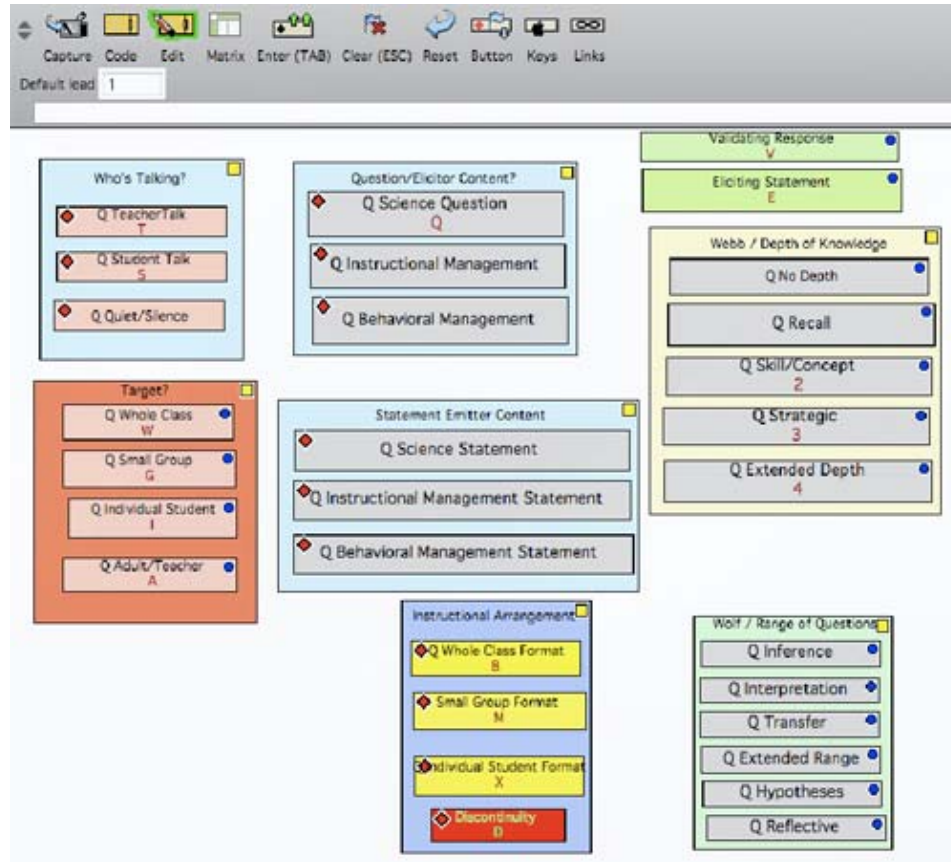 Capture Code Edit Matrix Enter (TAB) Clear (ESC) Reset Button Keys Links
Default lead 1
Who's Talking?
Q TeacherTalk
T
Q Student Talk
S
Q Quiet/Silence
Question/Elicitor Content?
Q Science Question
Q
Q Instructional Management
Q Behavioral Management
Validating Response
V
Eliciting Statement
E
Webb / Depth of Knowledge
Q No Depth
Q Recall
Q Skill/Concept
2
Q Strategic
3
Q Extended Depth
4
Target?
Q Whole Class
W
Q Small Group
G
Q Individual Student
I
Q Adult/Teacher
A
Statement Emitter Content
Q Science Statement
Q Instructional Management Statement
Q Behavioral Management Statement
Instructional Arrangement
Q Whole Class Format
B
Small Group Format
M
Individual Student Format
X
Discontinuity
D
Wolf / Range of Questions
Q Inference
Q Interpretation
Q Transfer
Q Extended Range
Q Hypotheses
Q Reflective